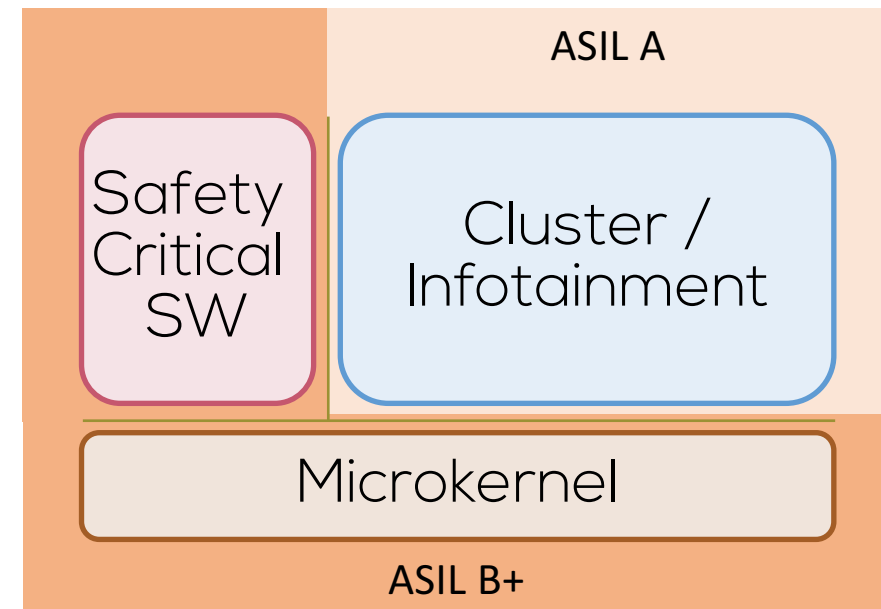 ASIL A
Safety
Critical
SW
Cluster /
Infotainment
Microkernel
ASIL B+